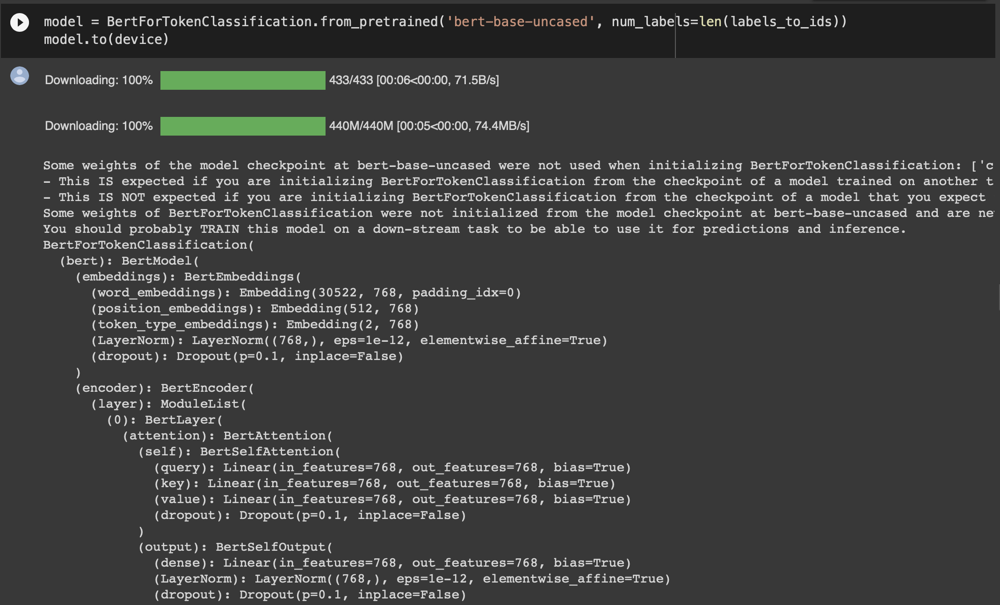 model = BertForTokenClassification.from_pretrained('bert-base-uncased', num_labels=len(labels_to_ids))
model.to(device)
Downloading: 100% 433/433 [00:06<00:00, 71.5B/s]
Downloading: 100% 440M/440M [00:05<00:00, 74.4MB/s]
Some weights of the model checkpoint at bert-base-uncased were not used when initializing BertForTokenClassification: ['c
- This IS expected if you are initializing BertForTokenClassification from the checkpoint of a model trained on another t
- This IS NOT expected if you are initializing BertForTokenClassification from the checkpoint of a model that you expect
Some weights of BertForTokenClassification were not initialized from the model checkpoint at bert-base-uncased and are ne
You should probably TRAIN this model on a down-stream task to be able to use it for predictions and inference.
BertForTokenClassification(
  (bert): BertModel(
    (embeddings): BertEmbeddings(
      (word_embeddings): Embedding(30522, 768, padding_idx=0)
      (position_embeddings): Embedding(512, 768)
      (token_type_embeddings): Embedding(2, 768)
      (LayerNorm): LayerNorm((768,), eps=1e-12, elementwise_affine=True)
      (dropout): Dropout(p=0.1, inplace=False)
    )
    (encoder): BertEncoder(
      (layer): ModuleList(
        (0): BertLayer(
          (attention): BertAttention(
            (self): BertSelfAttention(
              (query): Linear(in_features=768, out_features=768, bias=True)
              (key): Linear(in_features=768, out_features=768, bias=True)
              (value): Linear(in_features=768, out_features=768, bias=True)
              (dropout): Dropout(p=0.1, inplace=False)
            )
            (output): BertSelfOutput(
              (dense): Linear(in_features=768, out_features=768, bias=True)
              (LayerNorm): LayerNorm((768,), eps=1e-12, elementwise_affine=True)
              (dropout): Dropout(p=0.1, inplace=False)